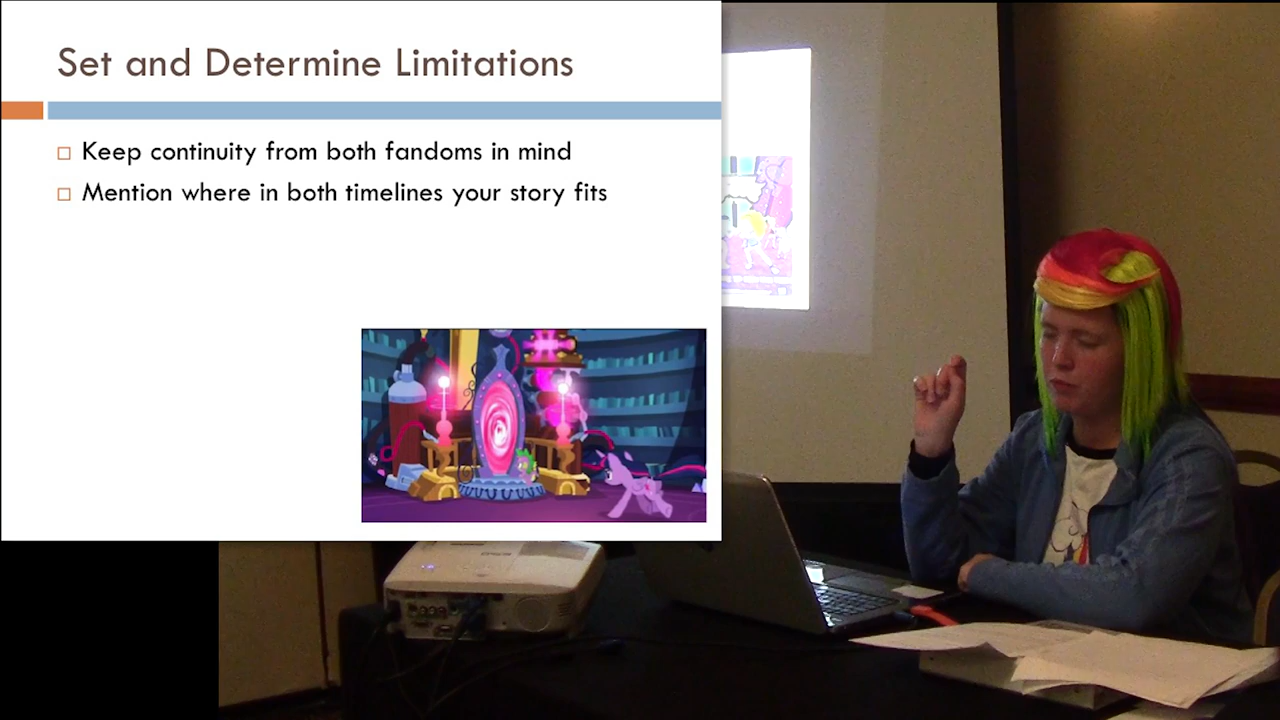 Set and Determine Limitations
Keep continuity from both fandoms in mind
Mention where in both timelines your story fits